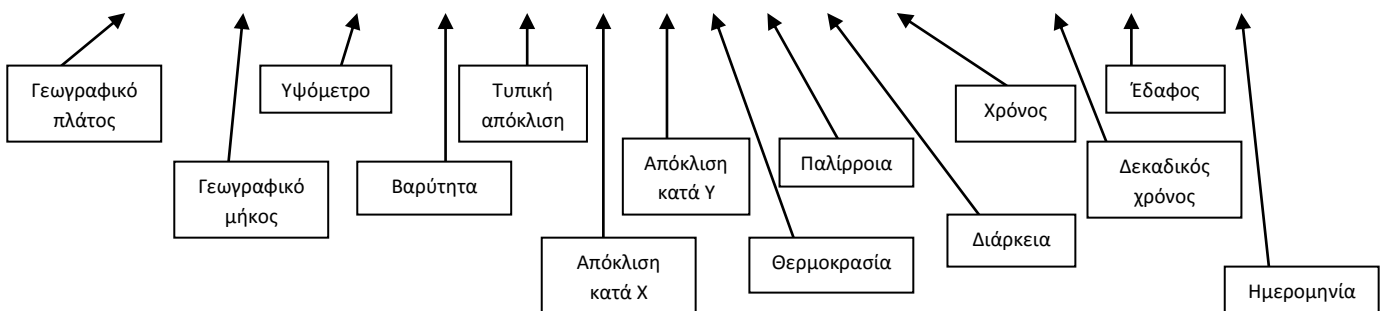 Γεωγραφικό
πλάτος
Γεωγραφικό
μήκος
Υψόμετρο
Βαρύτητα
Τυπική
απόκλιση
Απόκλιση
κατά Χ
Απόκλιση
κατά Υ
Θερμοκρασία
Παλίρροια
Διάρκεια
Χρόνος
Δεκαδικός
χρόνος
Έδαφος
Ημερομηνία